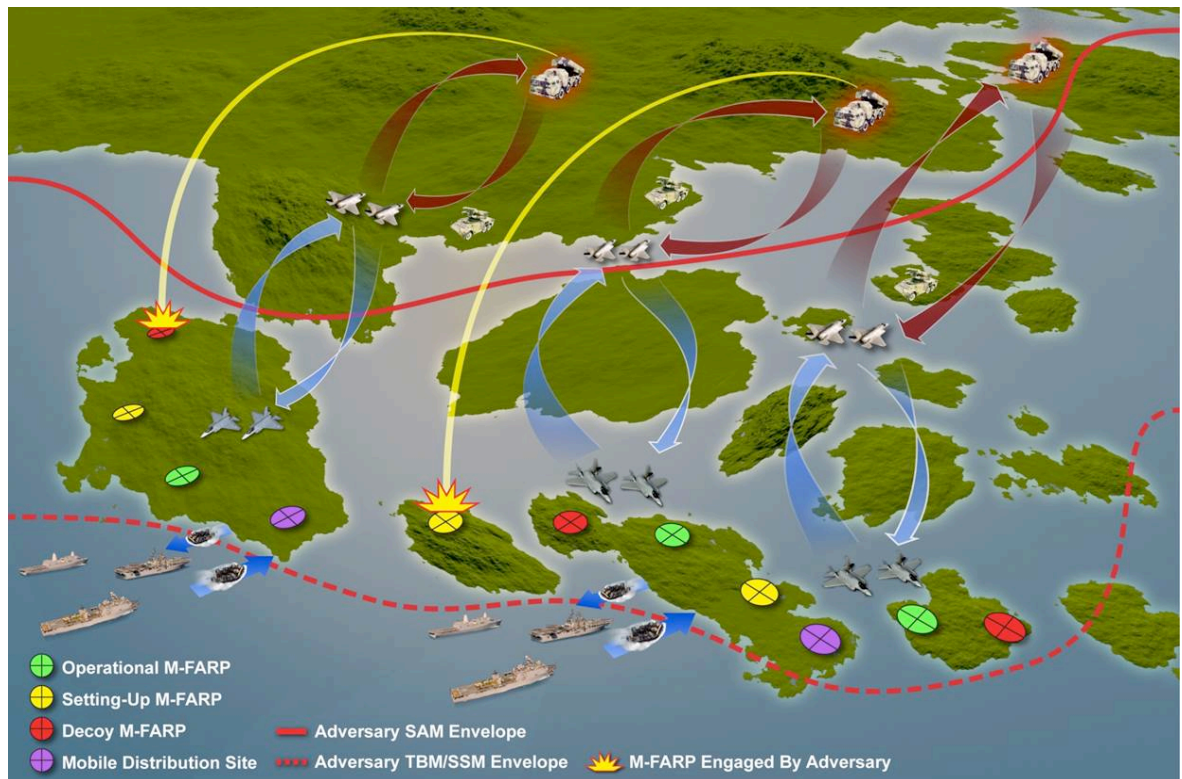 Operational M-FARP
Setting-Up M-FARP
Decoy M-FARP
Adversary SAM Envelope
Mobile Distribution Site
Adversary TBM/SSM Envelope
M-FARP Engaged By Adversary